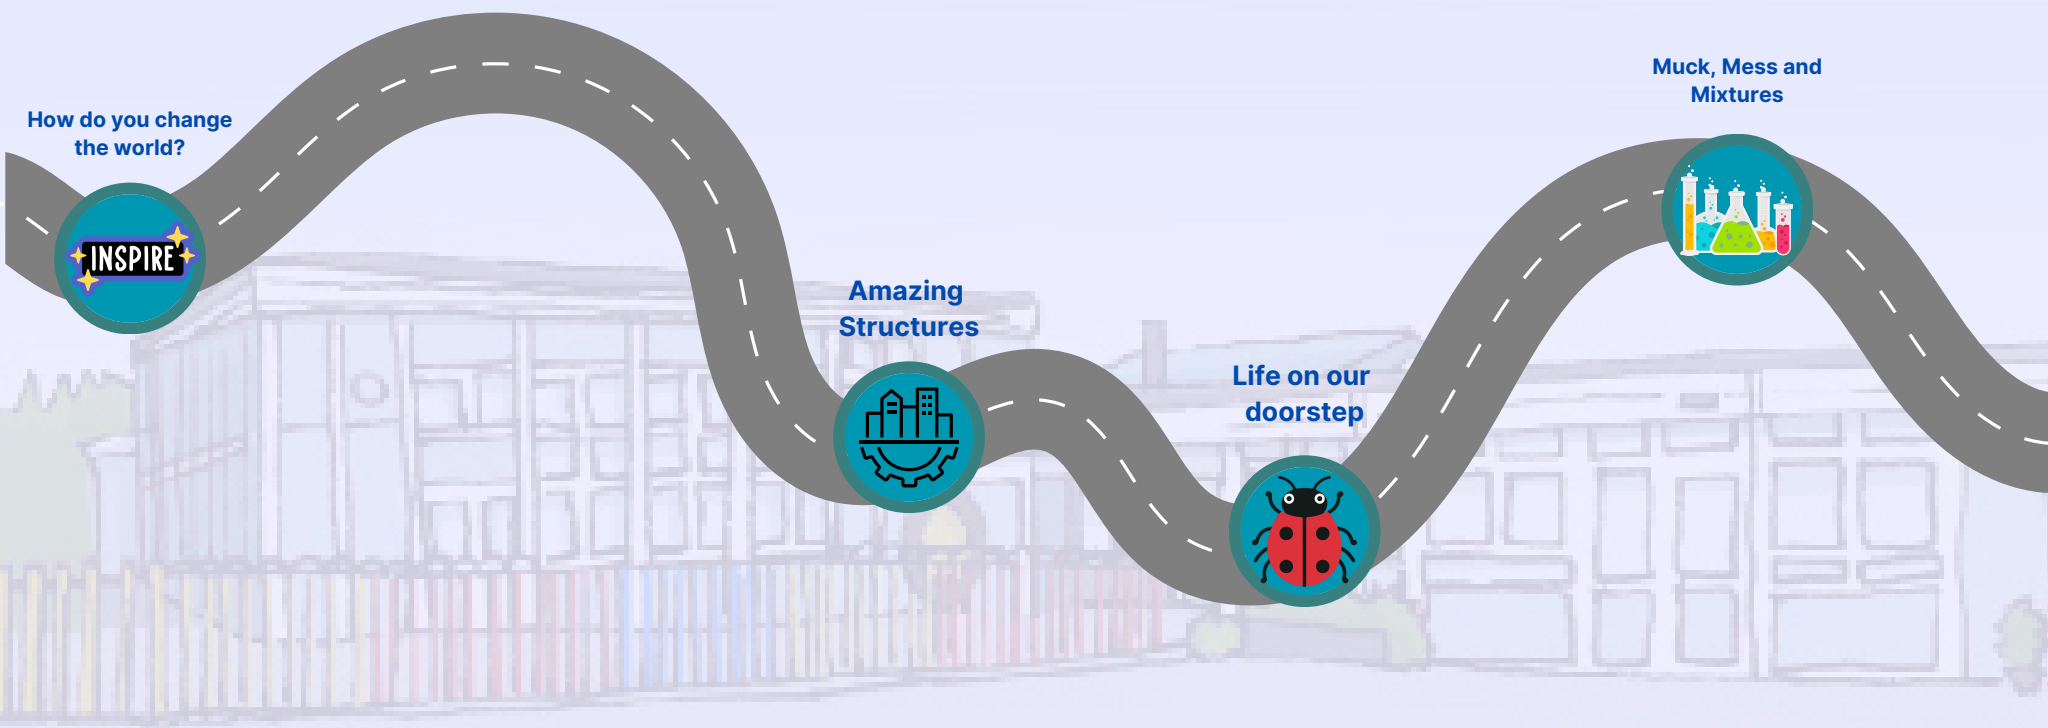 How do you change
the world?
INSPIRE
Amazing
Structures
Life on our
doorstep
Muck, Mess and
Mixtures